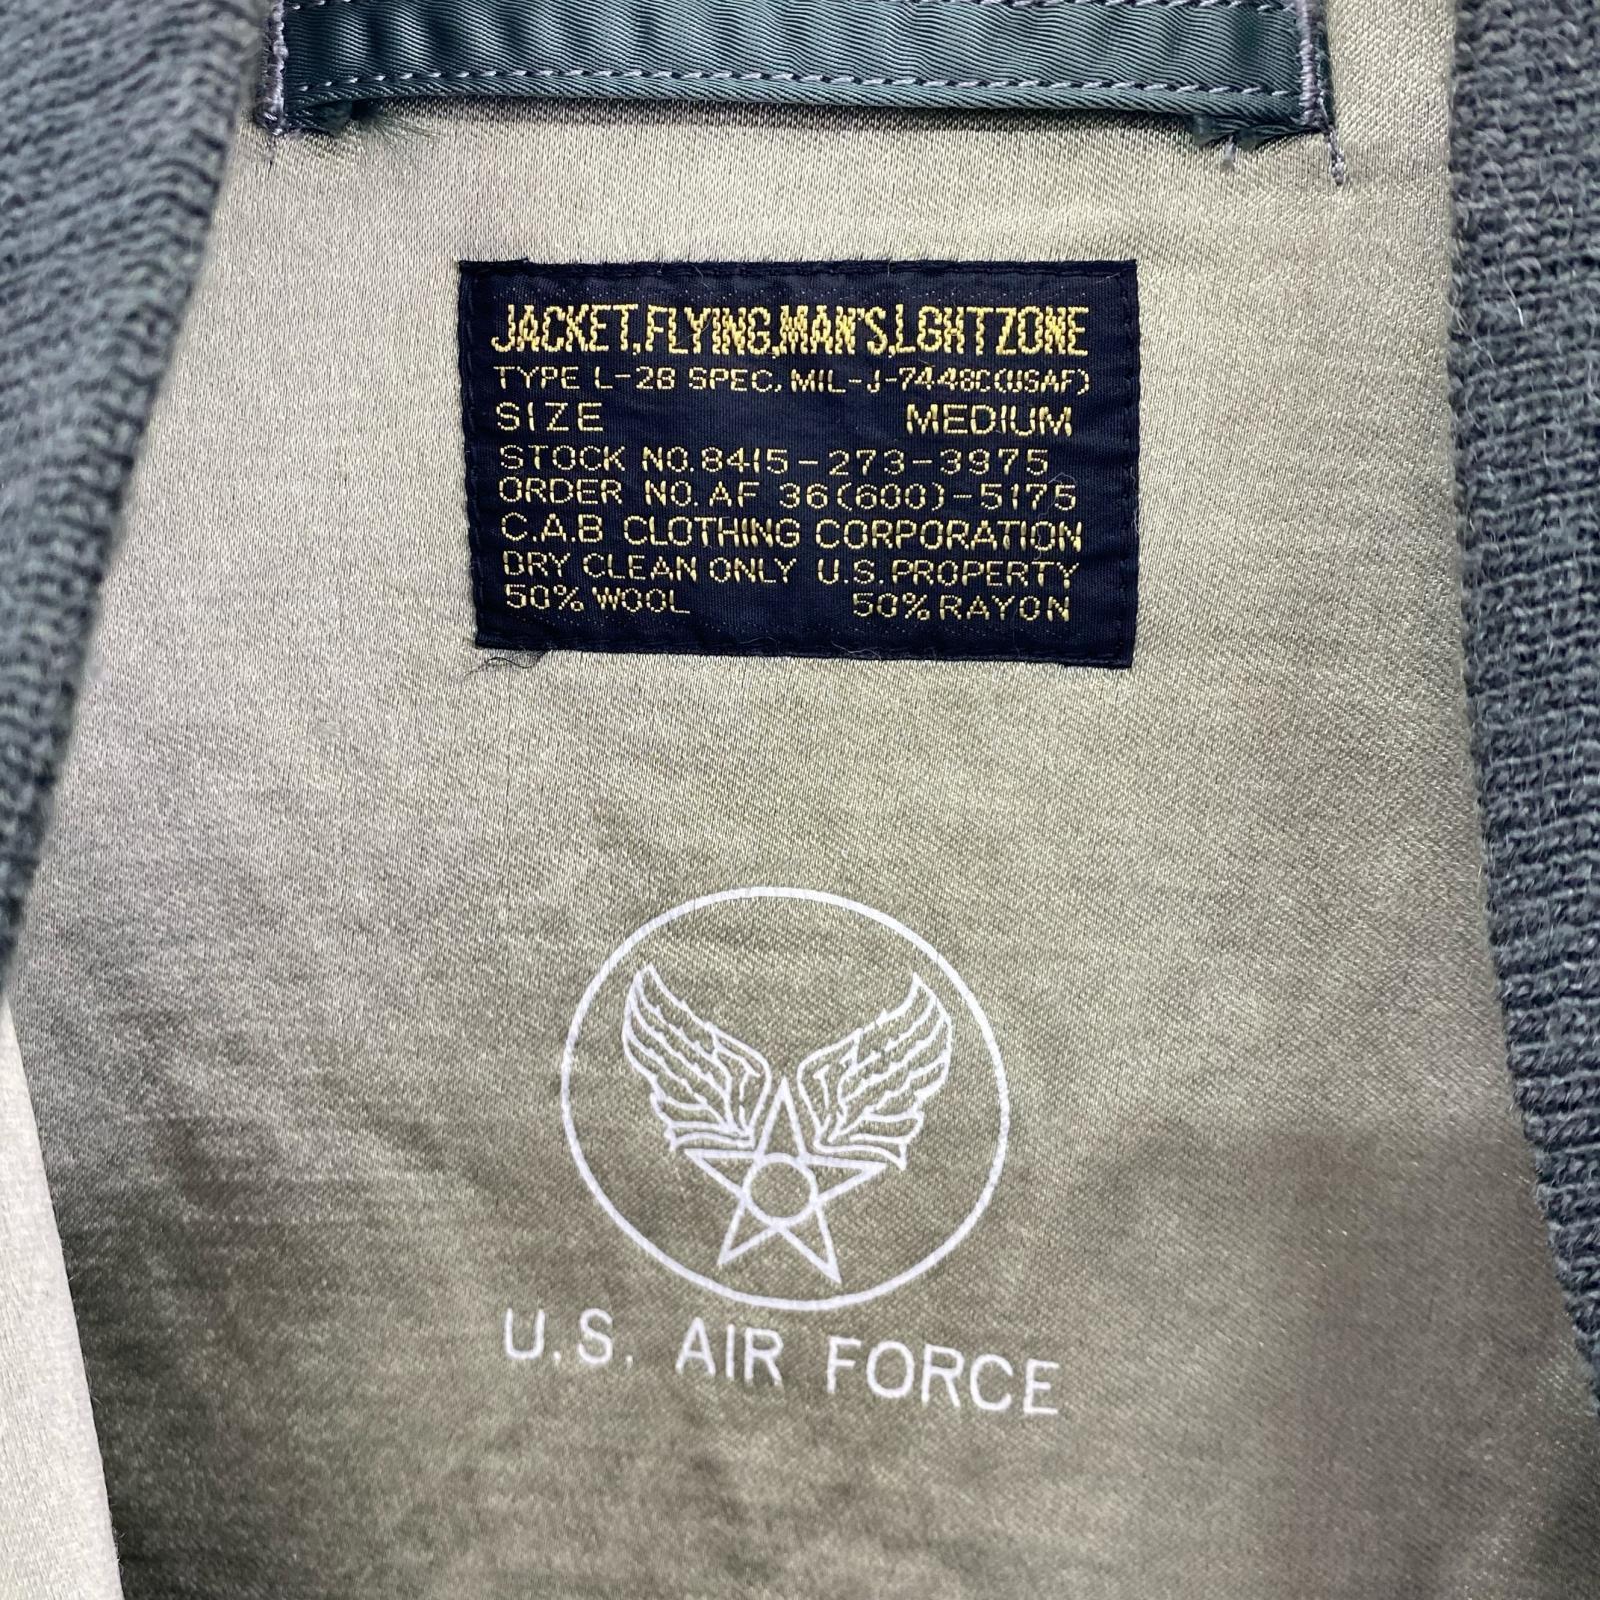 JACKET,FLYING,MAN'S,LGHTZONE
TYPE L-2B SPEC. MIL-J-7448C(USAF)
SIZE MEDIUM
STOCK NO.8415-273-3975
ORDER NO. AF 36(600)-5175
C.A.B CLOTHING CORPORATION
DRY CLEAN ONLY U.S.PROPERTY
50% WOOL 50% RAYON
U.S. AIR FORCE